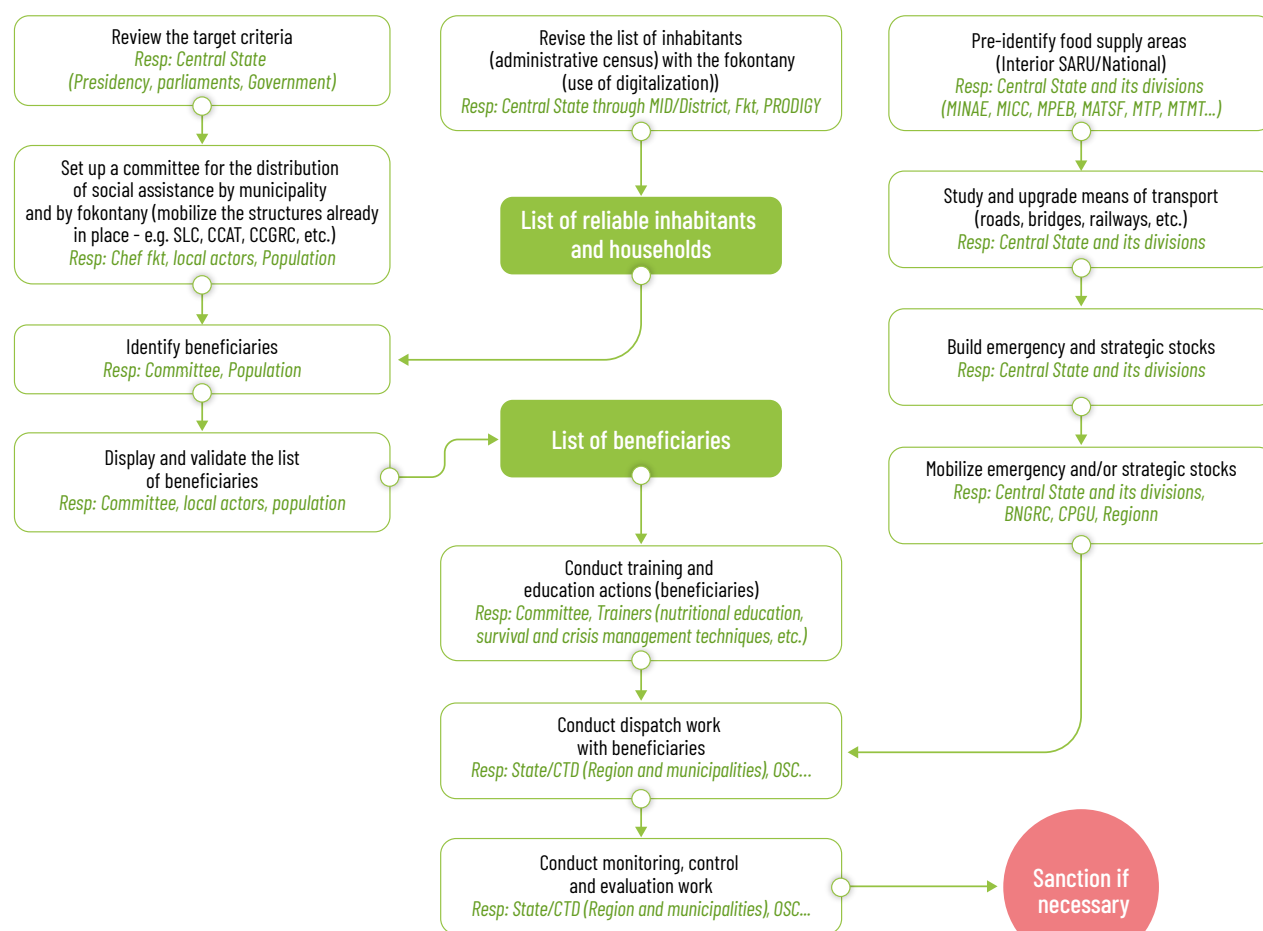 Review the target criteria
Resp: Central State
(Presidency, parliaments, Government)
Set up a committee for the distribution
of social assistance by municipality
and by fokontany (mobilize the structures already
in place - e.g. SLC, CCAT, CCGRC, etc.)
Resp: Chef fkt, local actors, Population
Identify beneficiaries
Resp: Committee, Population
Display and validate the list
of beneficiaries
Resp: Committee, local actors, population
Revise the list of inhabitants
(administrative census) with the fokontany
(use of digitalization))
Resp: Central State through MID/District, Fkt, PRODIGY
List of reliable inhabitants
and households
List of beneficiaries
Conduct training and
education actions (beneficiaries)
Resp: Committee, Trainers (nutritional education,
survival and crisis management techniques, etc.)
Conduct dispatch work
with beneficiaries
Resp: State/CTD (Region and municipalities), OSC...
Conduct monitoring, control
and evaluation work
Resp: State/CTD (Region and municipalities), OSC...
Pre-identify food supply areas
(Interior SARU/National)
Resp: Central State and its divisions
(MINAE, MICC, MPEB, MATSF, MTP, MTMT...)
Study and upgrade means of transport
(roads, bridges, railways, etc.)
Resp: Central State and its divisions
Build emergency and strategic stocks
Resp: Central State and its divisions
Mobilize emergency and/or strategic stocks
Resp: Central State and its divisions,
BNGRC, CPGU, Regionn
Sanction if
necessary